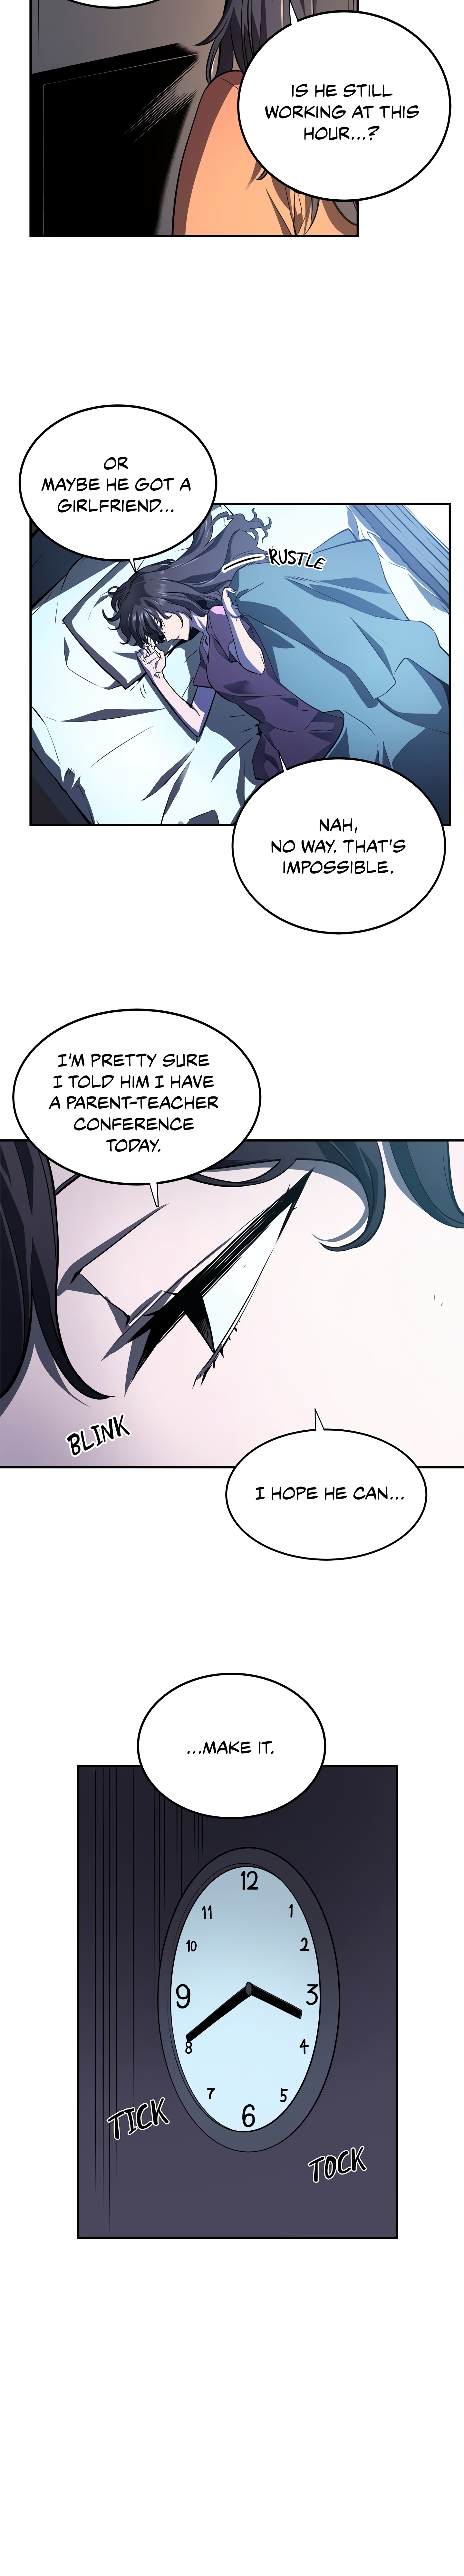 IS HE STILL
WORKING AT THIS
HOUR...?
OR
MAYBE HE GOT A
GIRLFRIEND...
RUSTLE
NAH,
NO WAY. THAT'S
IMPOSSIBLE.
I'M PRETTY SURE
I TOLD HIM I HAVE
A PARENT-TEACHER
CONFERENCE
TODAY.
BLINK
I HOPE HE CAN...
...MAKE IT.
12
11 1
10 2
9 3
8 4
7 5
6
TICK
TOCK